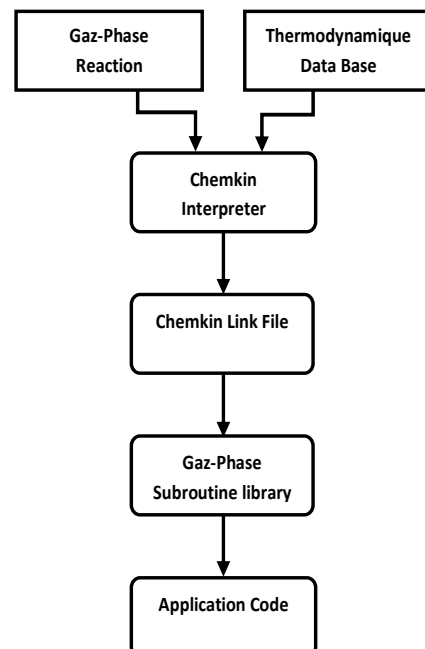 Gaz-Phase
Reaction
Thermodynamique
Data Base
Chemkin
Interpreter
Chemkin Link File
Gaz-Phase
Subroutine library
Application Code